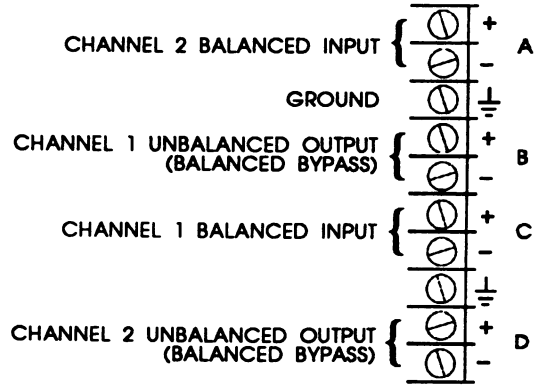 CHANNEL 2 BALANCED INPUT
+
-
A
GROUND
CHANNEL 1 UNBALANCED OUTPUT
(BALANCED BYPASS)
+
-
B
CHANNEL 1 BALANCED INPUT
+
-
C
CHANNEL 2 UNBALANCED OUTPUT
(BALANCED BYPASS)
+
-
D